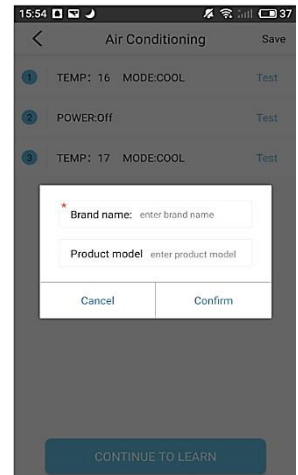 15:54 37
Air Conditioning Save
1 TEMP: 16 MODE:COOL Test
2 POWER:Off Test
3 TEMP: 17 MODE:COOL Test
* Brand name: enter brand name
Product model enter product model
Cancel Confirm
CONTINUE TO LEARN